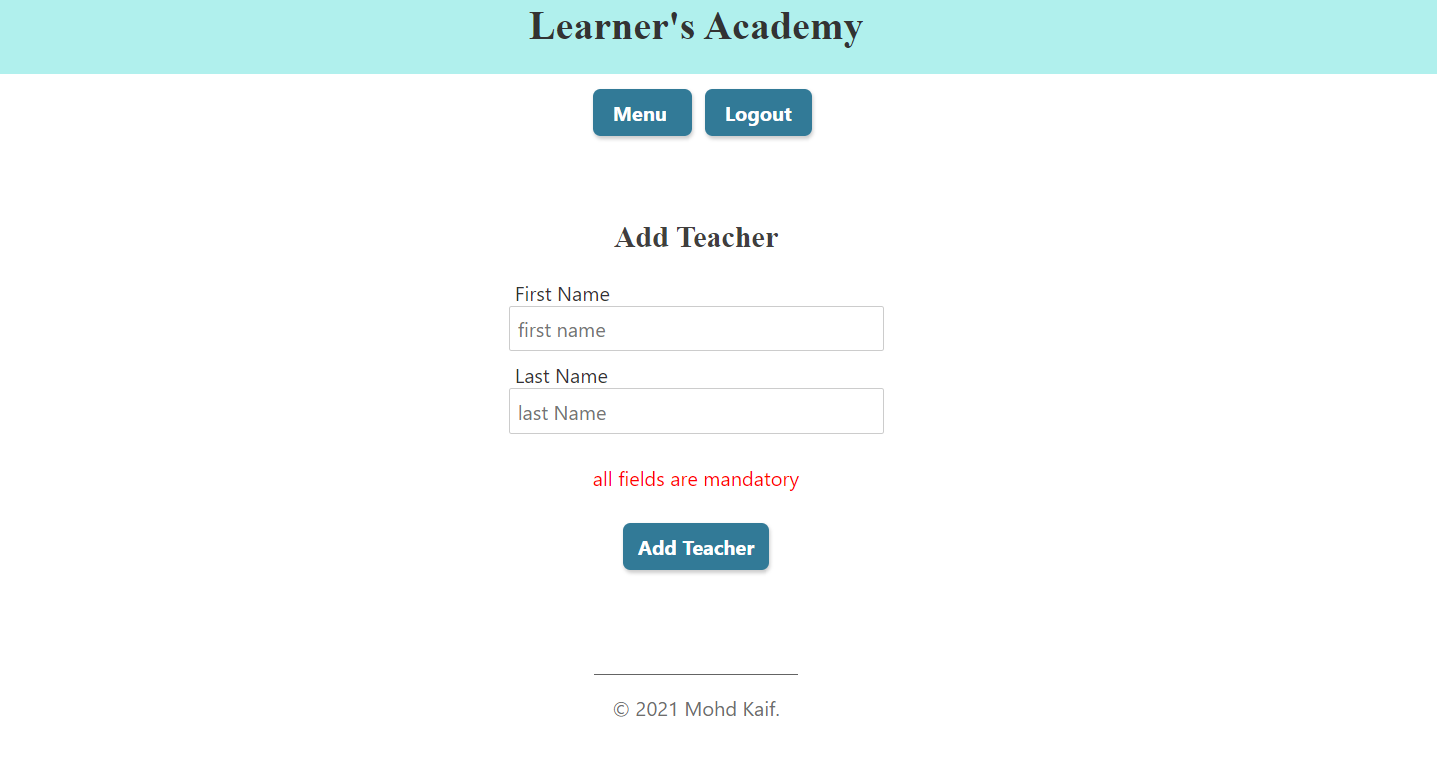 Learner's Academy
Menu Logout
Add Teacher
First Name
first name
Last Name
last Name
all fields are mandatory
Add Teacher
© 2021 Mohd Kaif.